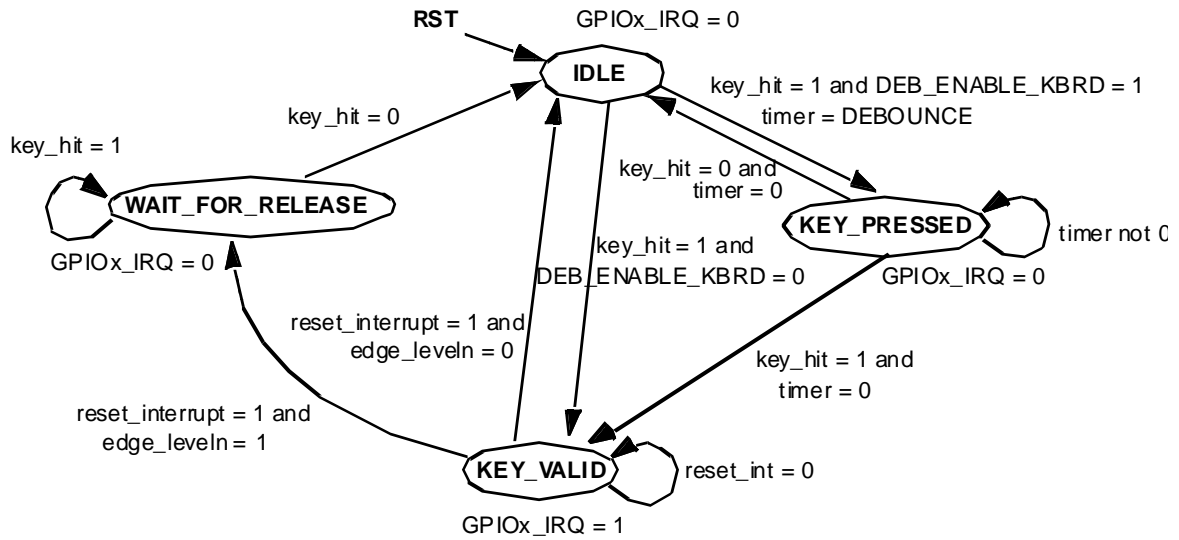 RST
GPIOx_IRQ = 0
IDLE
key_hit = 1 and DEB_ENABLE_KBRD = 1
timer = DEBOUNCE
key_hit = 0
key_hit = 1
key_hit = 0 and
timer = 0
WAIT_FOR_RELEASE
KEY_PRESSED
timer not 0
GPIOx_IRQ = 0
GPIOx_IRQ = 0
key_hit = 1 and
DEB_ENABLE_KBRD = 0
reset_interrupt = 1 and
edge_leveln = 0
key_hit = 1 and
timer = 0
reset_interrupt = 1 and
edge_leveln = 1
KEY_VALID
reset_int = 0
GPIOx_IRQ = 1